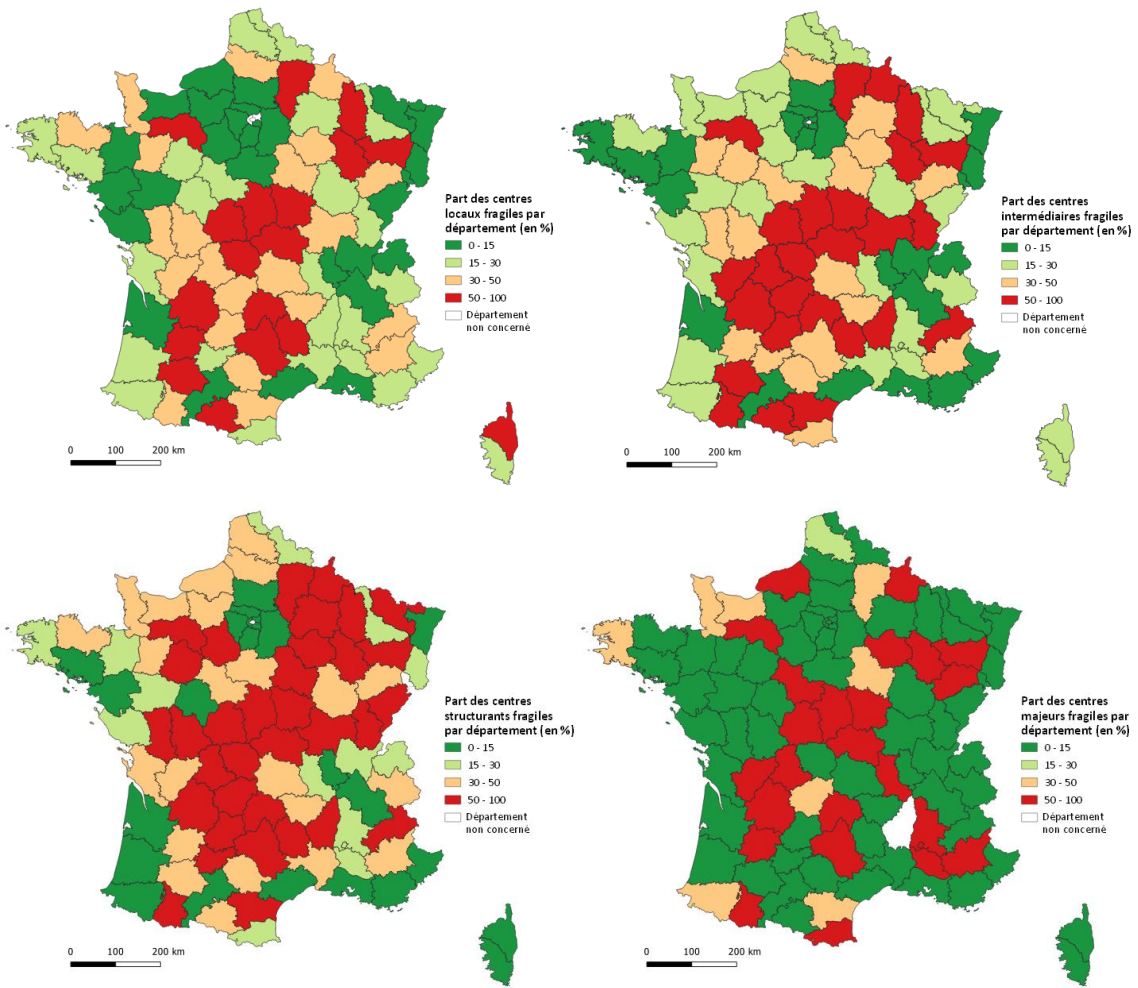 Part des centres
locaux fragiles par
département (en %)
0 - 15
15 - 30
30 - 50
50 - 100
Département
non concerné
0 100 200 km
Part des centres
intermédiaires fragiles
par département (en %)
0 - 15
15 - 30
30 - 50
50 - 100
Département
non concerné
0 100 200 km
Part des centres
structurants fragiles
par département (en %)
0 - 15
15 - 30
30 - 50
50 - 100
Département
non concerné
0 100 200 km
Part des centres
majeurs fragiles par
département (en %)
0 - 15
15 - 30
30 - 50
50 - 100
Département
non concerné
0 100 200 km